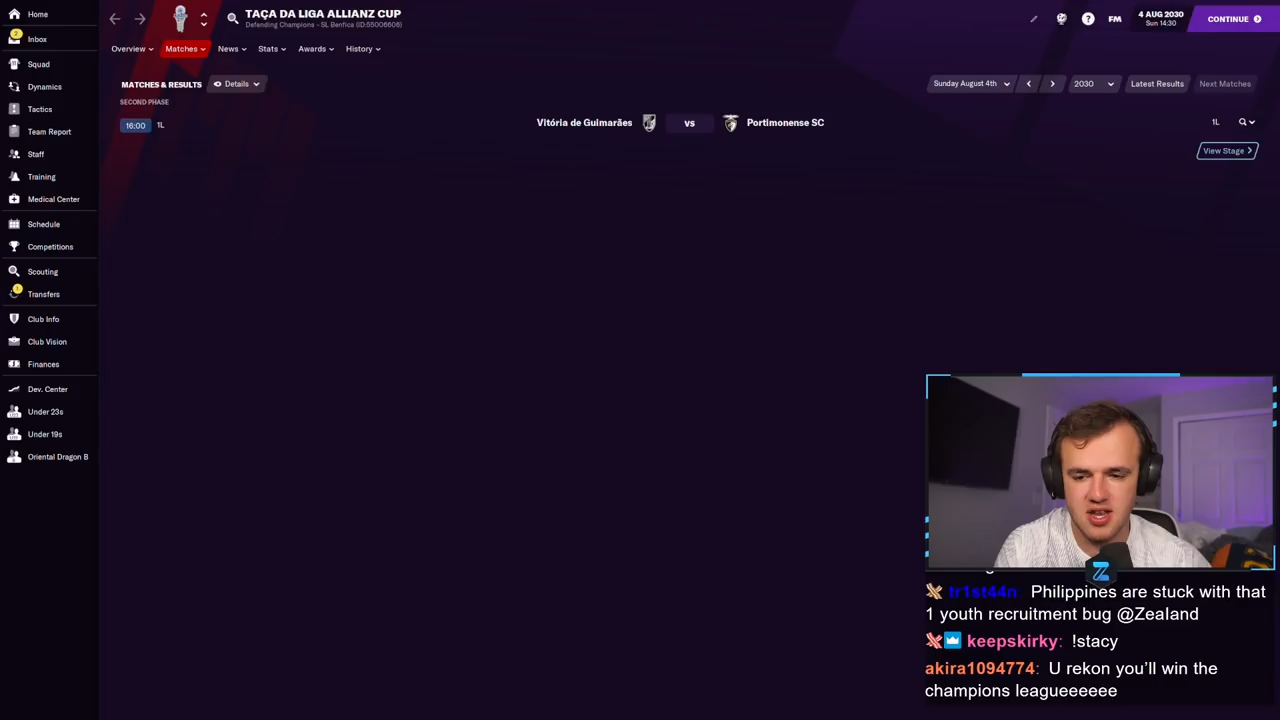 Home
TAÇA DA LIGA ALLIANZ CUP
Defending Champions - SL Benfica (ID:55006606)
FM
4 AUG 2030
Sun 14:30
CONTINUE
2
Inbox
Overview
Matches
News
Stats
Awards
History
Squad
Dynamics
MATCHES & RESULTS
Details
Sunday August 4th
2030
Latest Results
Next Matches
SECOND PHASE
Tactics
16:00
1L
Vitória de Guimarães
VS
Portimonense SC
1L
Team Report
View Stage
Staff
Training
Medical Center
Schedule
Competitions
Scouting
1
Transfers
Club Info
Club Vision
Finances
Dev. Center
Under 23s
Under 19s
Oriental Dragon B
Z
tr1st44n: Philippines are stuck with that
1 youth recruitment bug @Zealand
keepskirky: !stacy
akira1094774: U rekon you'll win the
champions leagueeeeee